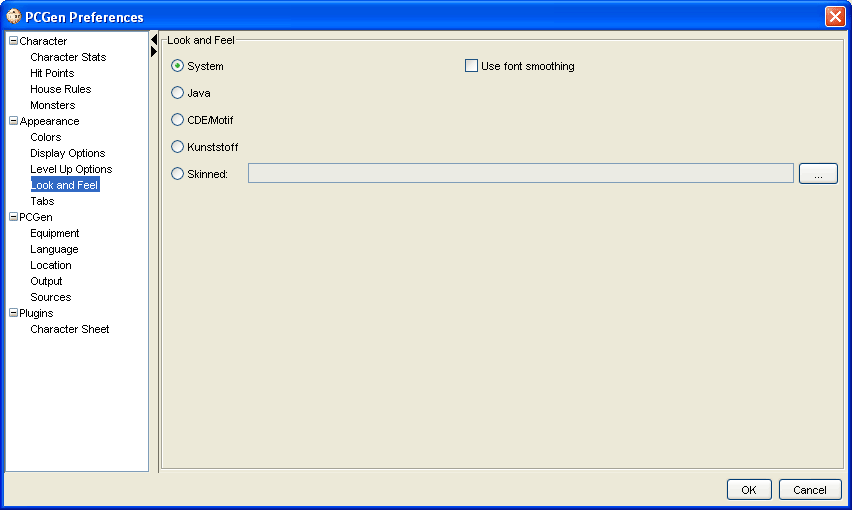 PCGen Preferences
Character
Character Stats
Hit Points
House Rules
Monsters
Appearance
Colors
Display Options
Level Up Options
Look and Feel
Tabs
PCGen
Equipment
Language
Location
Output
Sources
Plugins
Character Sheet
Look and Feel
System
Use font smoothing
Java
CDE/Motif
Kunststoff
Skinned:
...
OK
Cancel